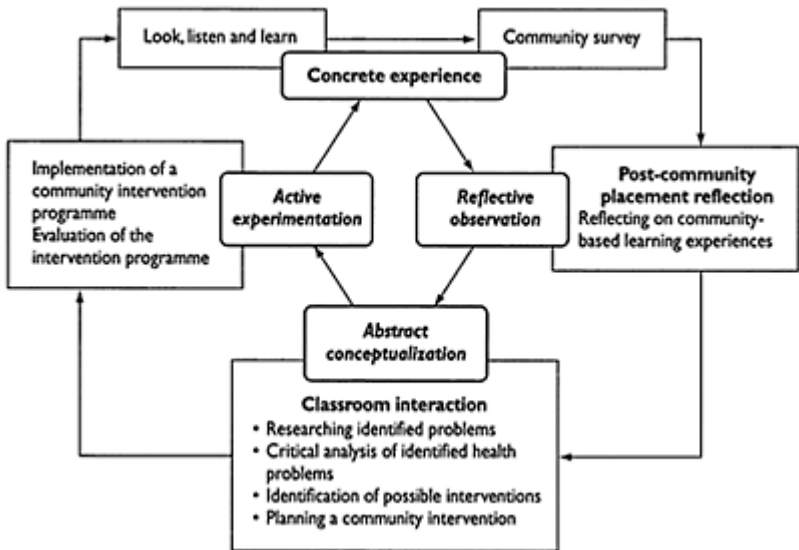 Look, listen and learn
Community survey
Concrete experience
Implementation of a
community intervention
programme
Evaluation of the
intervention programme
Active
experimentation
Reflective
observation
Post-community
placement reflection
Reflecting on community-
based learning experiences
Abstract
conceptualization
Classroom interaction
• Researching identified problems
• Critical analysis of identified health
problems
• Identification of possible interventions
• Planning a community intervention